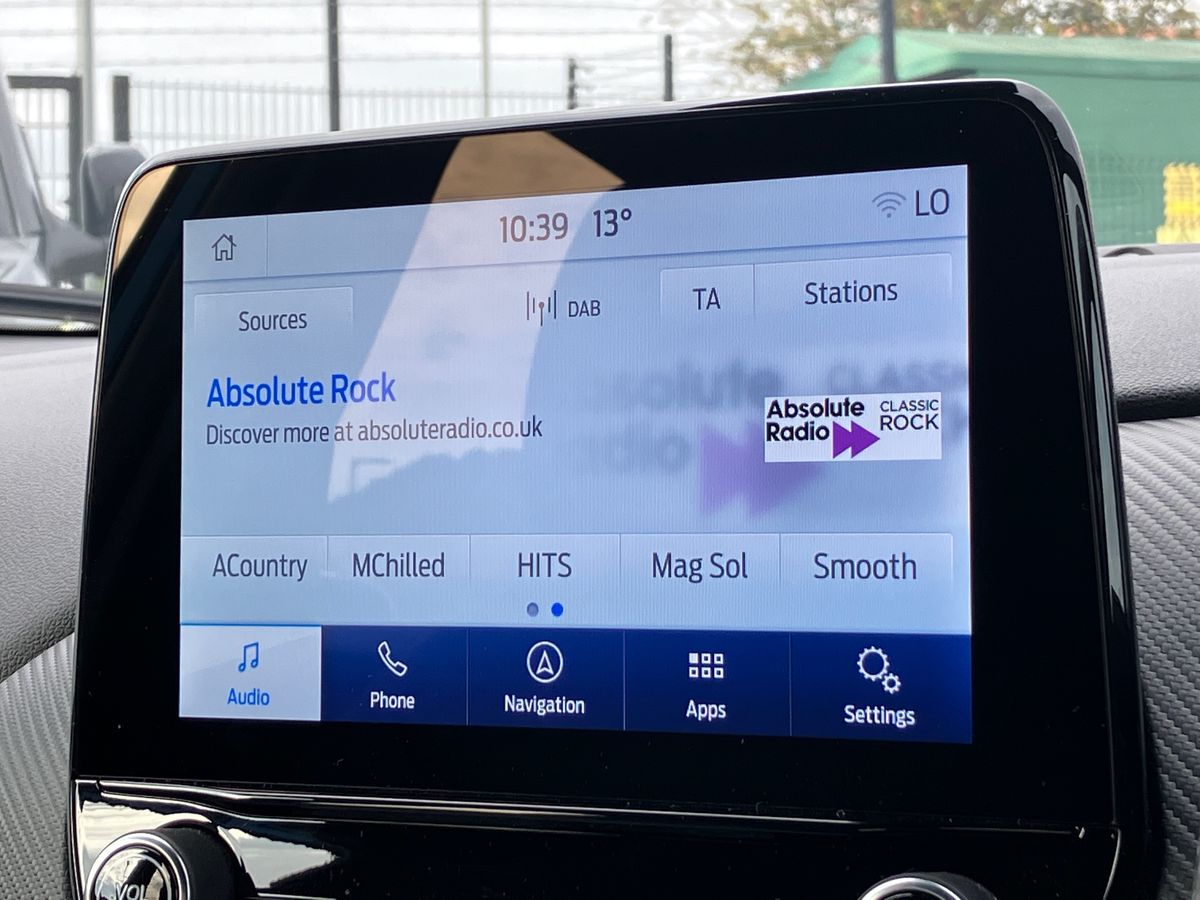 10:39 13°
LO
Sources
DAB
TA
Stations
Absolute Rock
Discover more at absoluteradio.co.uk
Absolute
Radio
CLASSIC
ROCK
ACountry
MChilled
HITS
Mag Sol
Smooth
Audio
Phone
Navigation
Apps
Settings
VOL